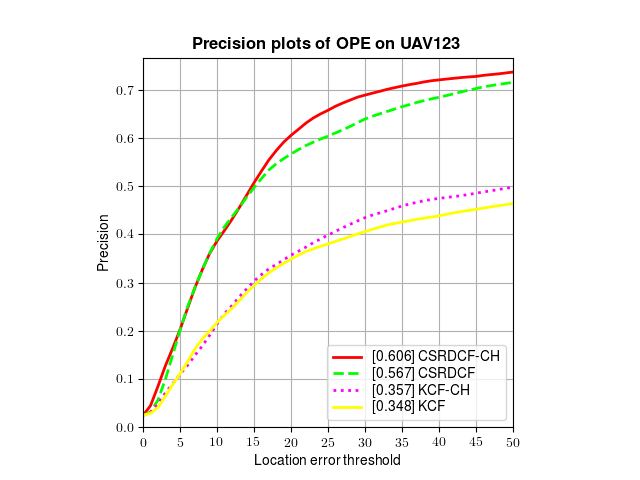 Precision plots of OPE on UAV123
Precision
0.7
0.6
0.5
0.4
0.3
0.2
0.1
0.0
[0.606] CSRDCF-CH
[0.567] CSRDCF
[0.357] KCF-CH
[0.348] KCF
0 5 10 15 20 25 30 35 40 45 50
Location error threshold